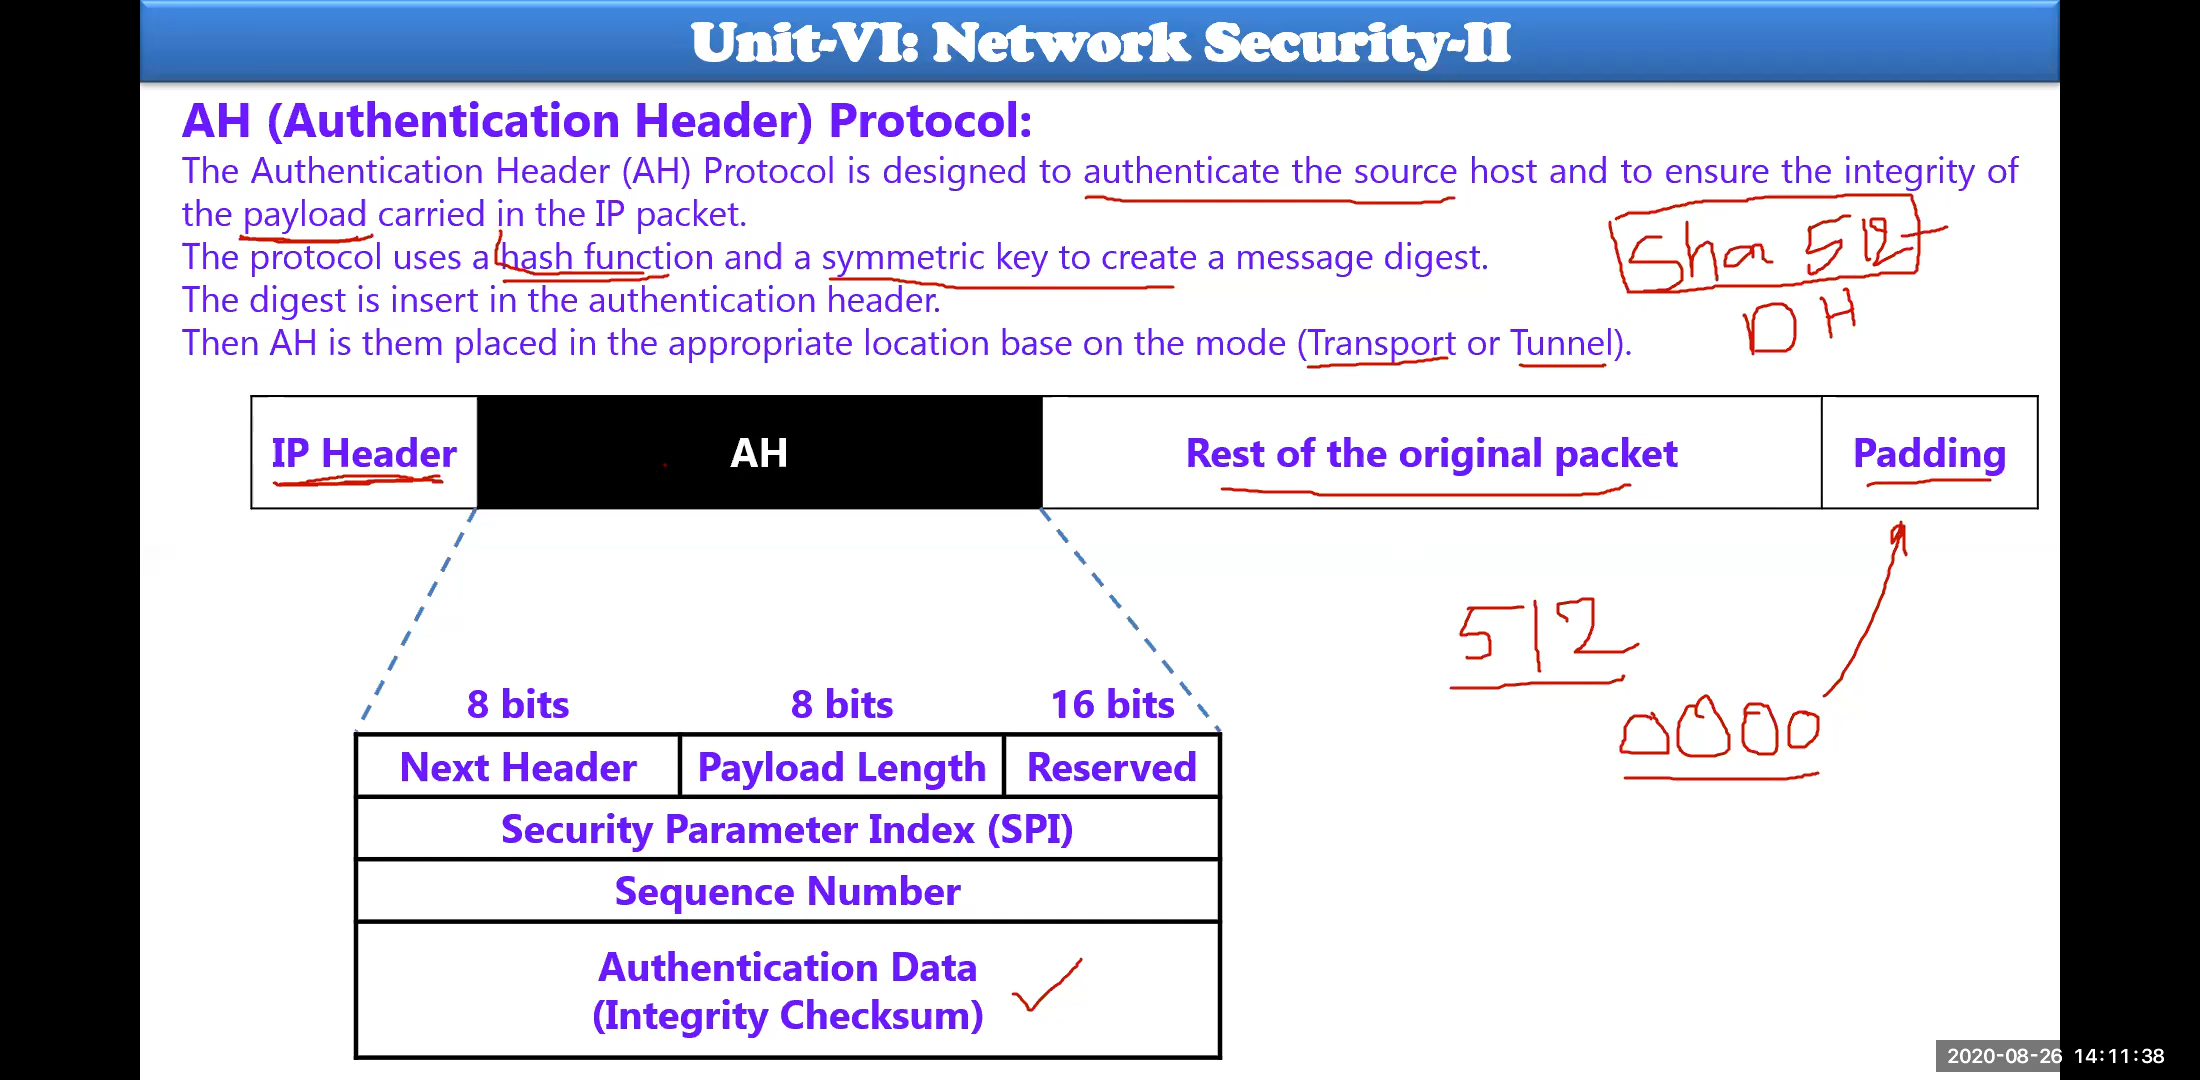 Unit-VI: Network Security-II
AH (Authentication Header) Protocol:
The Authentication Header (AH) Protocol is designed to authenticate the source host and to ensure the integrity of
the payload carried in the IP packet.
The protocol uses a hash function and a symmetric key to create a message digest.
The digest is insert in the authentication header.
Then AH is them placed in the appropriate location base on the mode (Transport or Tunnel).
Sha 512
DH
IP Header AH Rest of the original packet Padding
512
0000
8 bits 8 bits 16 bits
Next Header Payload Length Reserved
Security Parameter Index (SPI)
Sequence Number
Authentication Data
(Integrity Checksum)
2020-08-26 14:11:38